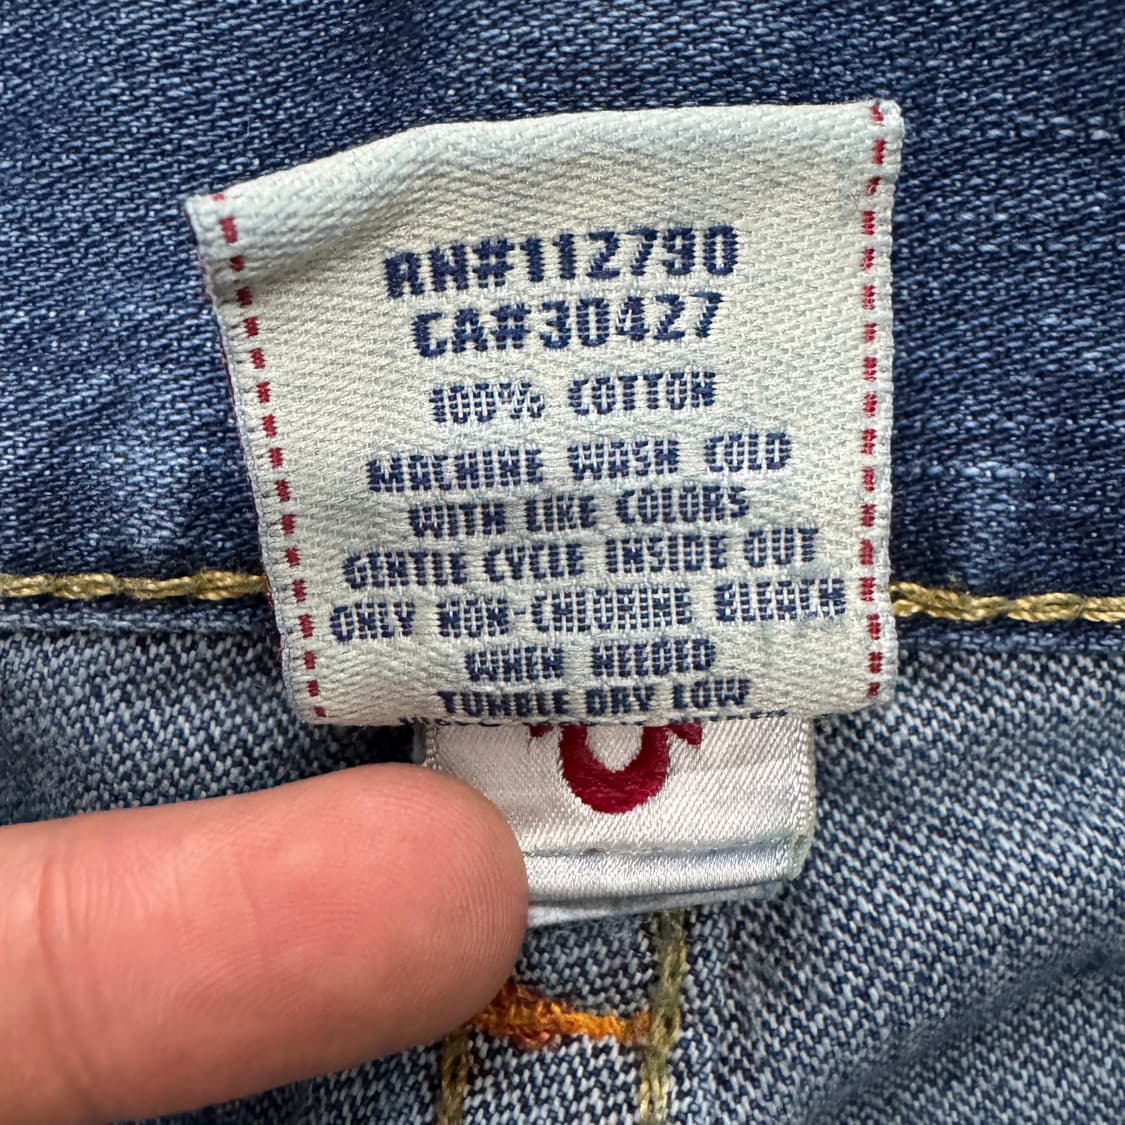 RN#112790
CA#30427
100% COTTON
MACHINE WASH COLD
WITH LIKE COLORS
GENTLE CYCLE INSIDE OUT
ONLY NON-CHLORINE BLEACH
WHEN NEEDED
TUMBLE DRY LOW